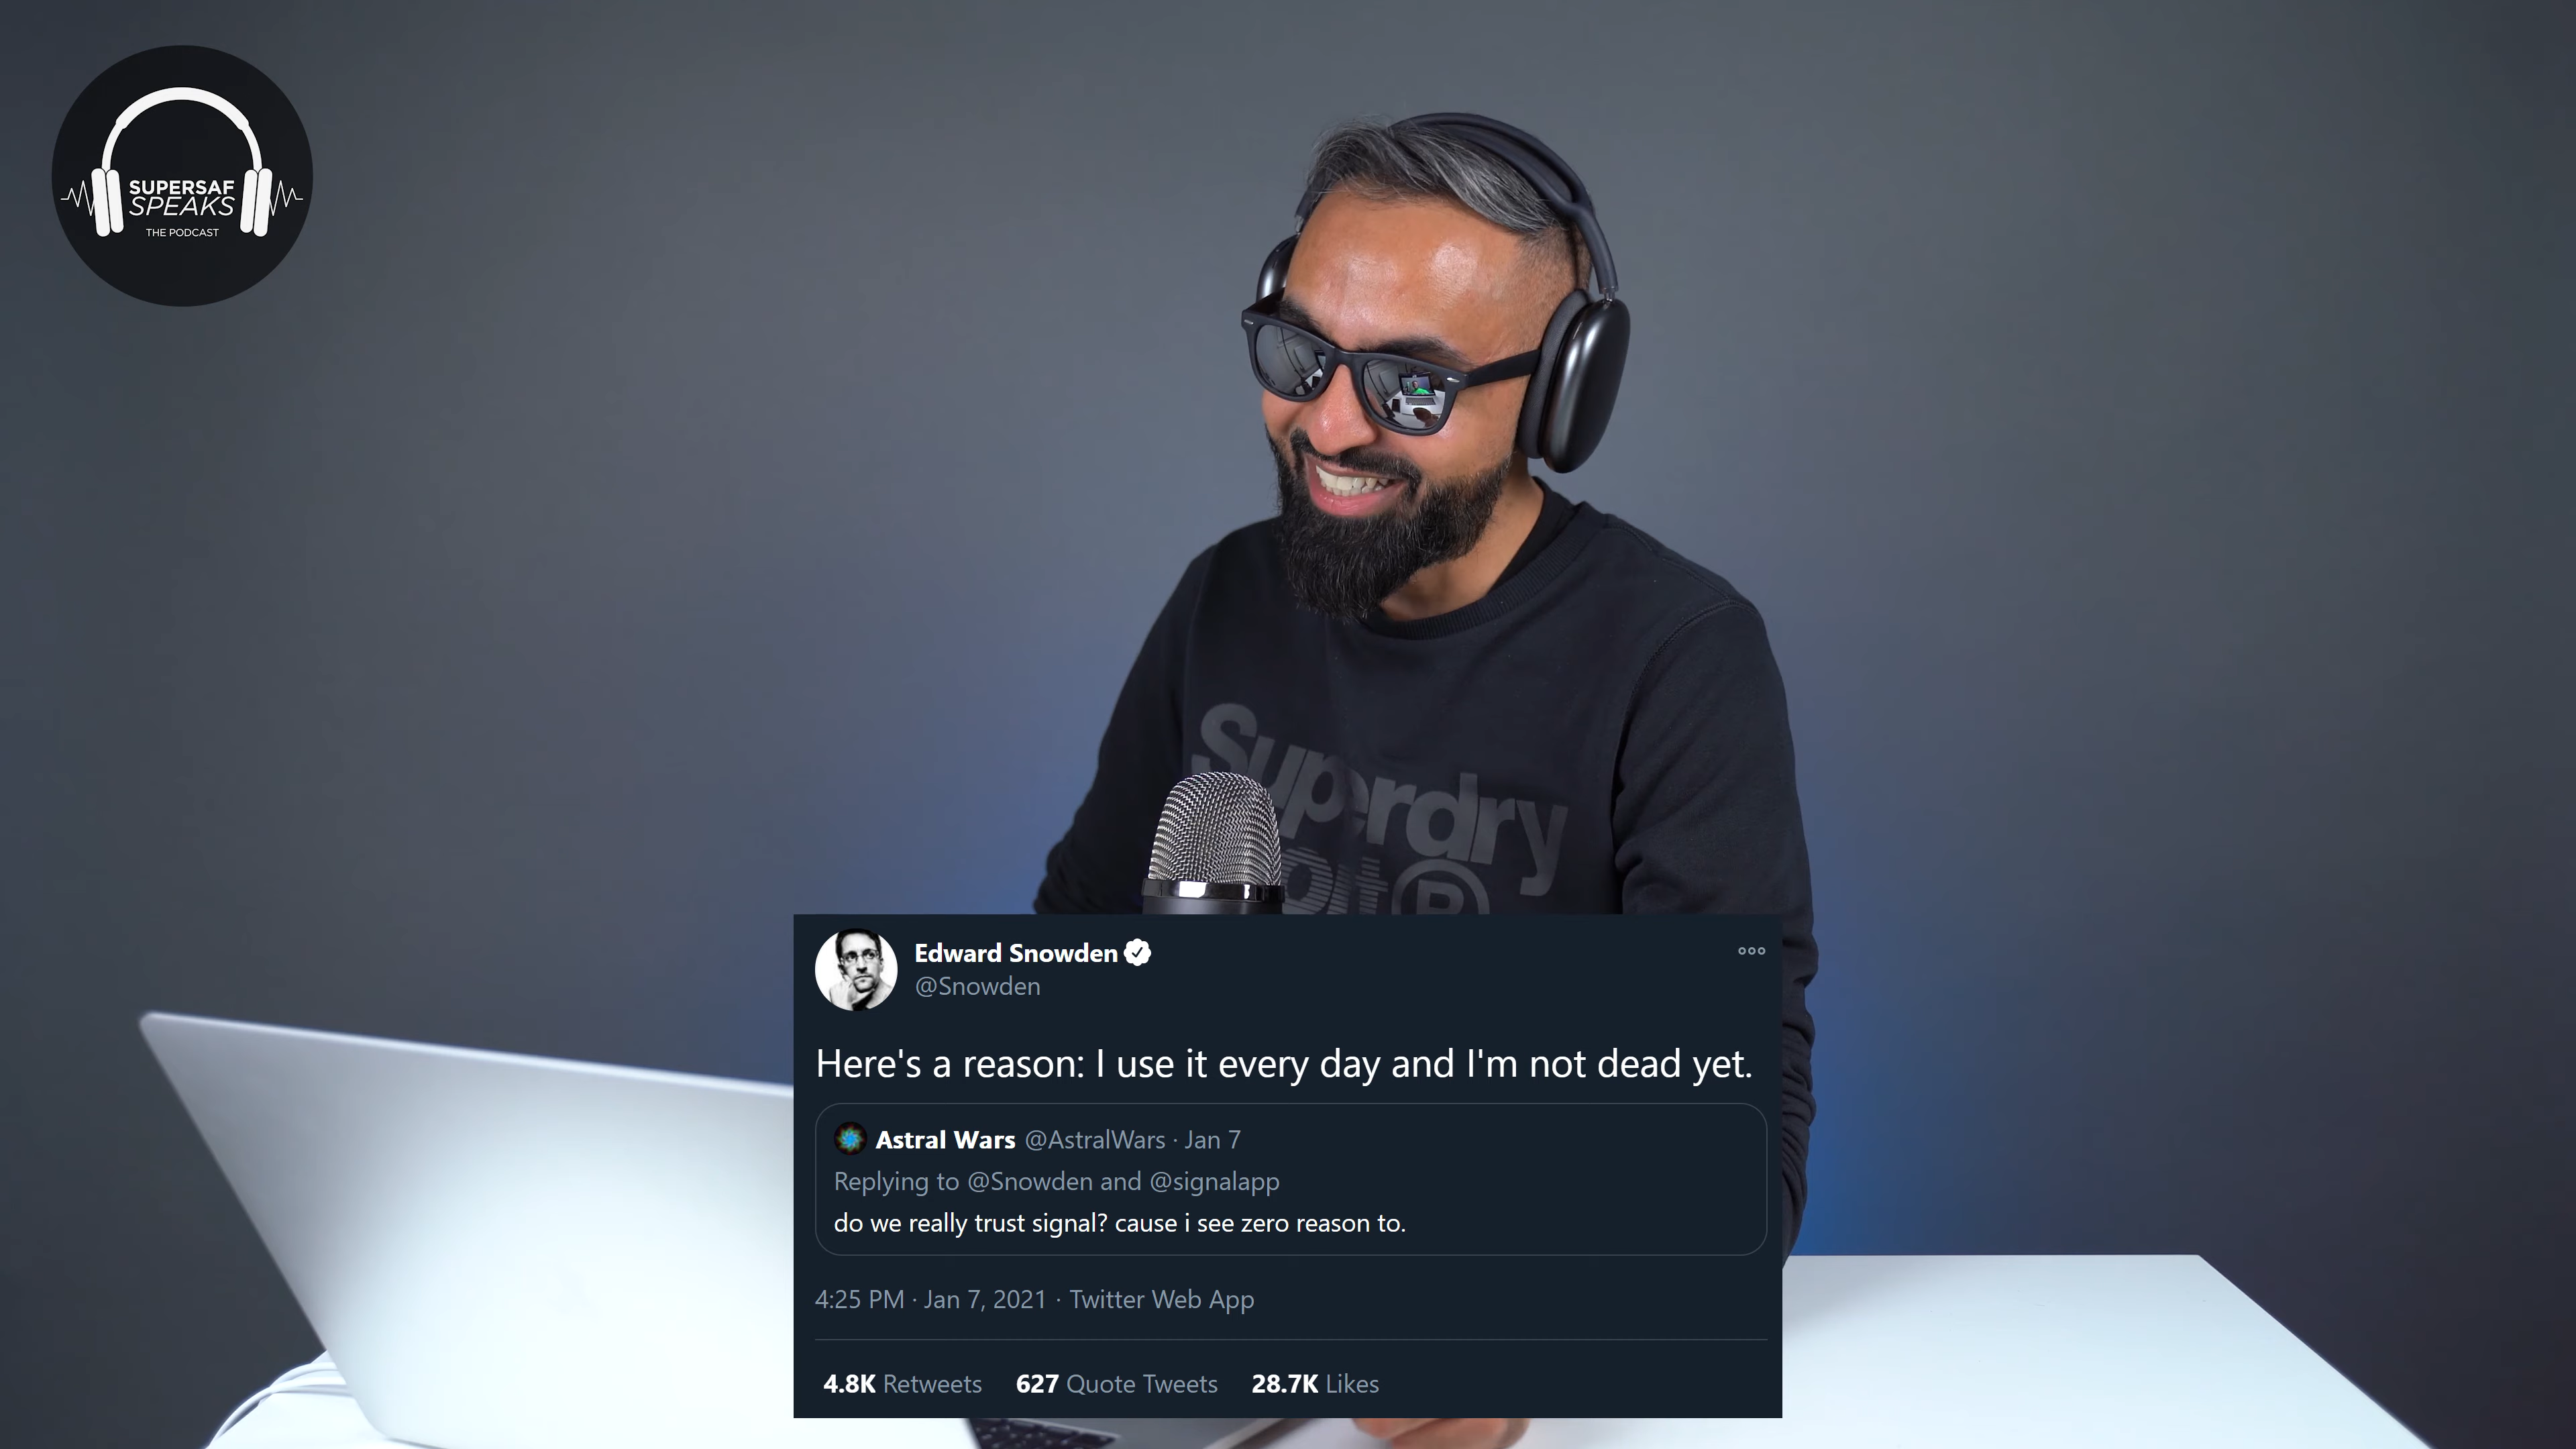 SUPERSAF
SPEAKS
THE PODCAST
Superdry
Edward Snowden
@Snowden
Here's a reason: I use it every day and I'm not dead yet.
Astral Wars @AstralWars · Jan 7
Replying to @Snowden and @signalapp
do we really trust signal? cause i see zero reason to.
4:25 PM · Jan 7, 2021 · Twitter Web App
4.8K Retweets 627 Quote Tweets 28.7K Likes